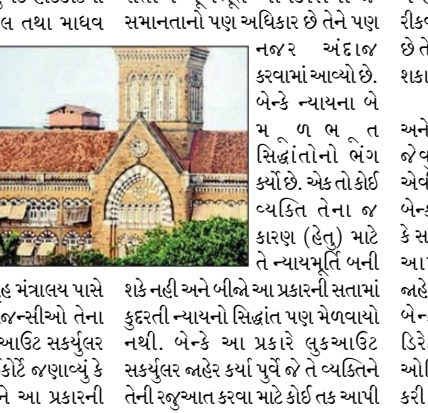 લ તથા માધવ
હ મંત્રાલય પાસે
જન્સીઓ તેના
આઉટ સર્ક્યુલર
કોર્ટે જણાવ્યું કે
ને આ પ્રકારની
સમાનતાનો પણ અધિકાર છે તેને પણ
નજર અંદાજ
કરવામાં આવ્યો છે.
બેન્કે ન્યાયના બે
મૂળભૂત
સિદ્ધાંતોનો ભંગ
ર્ક્યો છે. એક તો કોઈ
વ્યક્તિ તેના જ
કારણ (હેતુ) માટે
તે ન્યાયમૂર્તિ બની
શકે નહી અને બીજો આ પ્રકારની સતામાં
કુદરતી ન્યાયનો સિદ્ધાંત પણ મેળવાયો
નથી. બેન્કે આ પ્રકારે લુકઆઉટ
સર્ક્યુલર જાહેર કર્યા પુર્વે જે તે વ્યક્તિને
તેની રજુઆત કરવા માટે કોઈ તક આપી
રીકવ
છે તે
શકા
અને
જેવ
એવી
બેન્ક
કે સ
આ
જાહે
બેન્
ડિરે
ઓિ
કરી